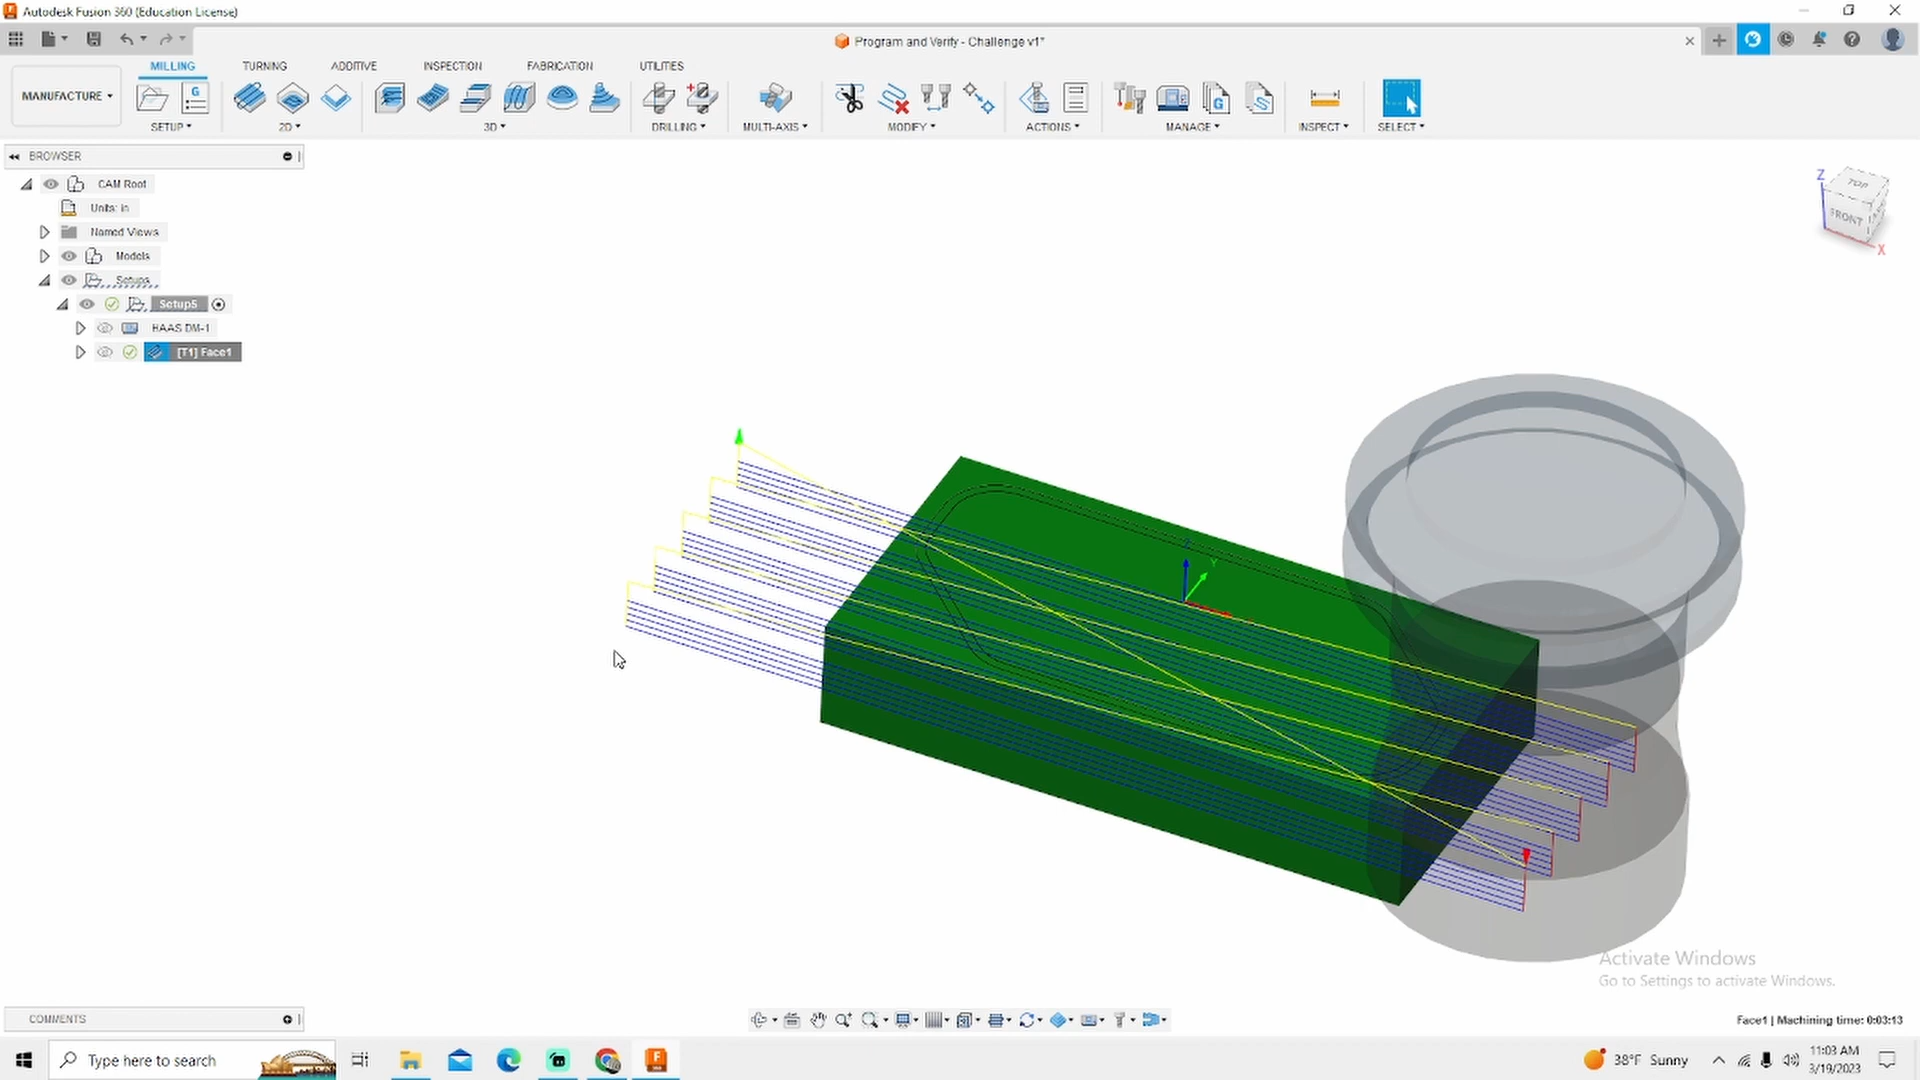 Autodesk Fusion 360 (Education License)
Program and Verify - Challenge v1*
MILLING TURNING ADDITIVE INSPECTION FABRICATION UTILITIES
MANUFACTURE
SETUP 2D 3D DRILLING MULTI-AXIS MODIFY ACTIONS MANAGE INSPECT SELECT
BROWSER
CAM Root
Units: in
Named Views
Models
Setups
Setup5
HAAS DM-1
[T1] Face1
Z
TOP
FRONT
X
Z
Y
Activate Windows
Go to Settings to activate Windows.
COMMENTS
Face1 | Machining time: 0:03:13
Type here to search
38°F Sunny
11:03 AM
3/19/2023